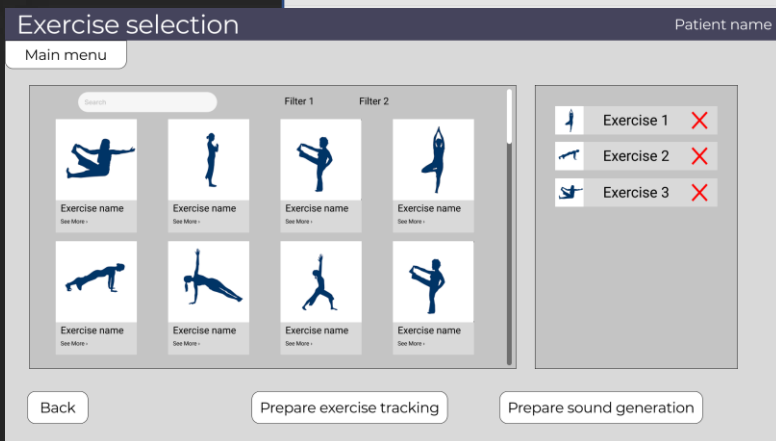 Exercise selection
Patient name
Main menu
Search
Filter 1
Filter 2
Exercise 1
Exercise 2
Exercise 3
Exercise name
See More ›
Exercise name
See More ›
Exercise name
See More ›
Exercise name
See More ›
Exercise name
See More ›
Exercise name
See More ›
Exercise name
See More ›
Exercise name
See More ›
Back
Prepare exercise tracking
Prepare sound generation